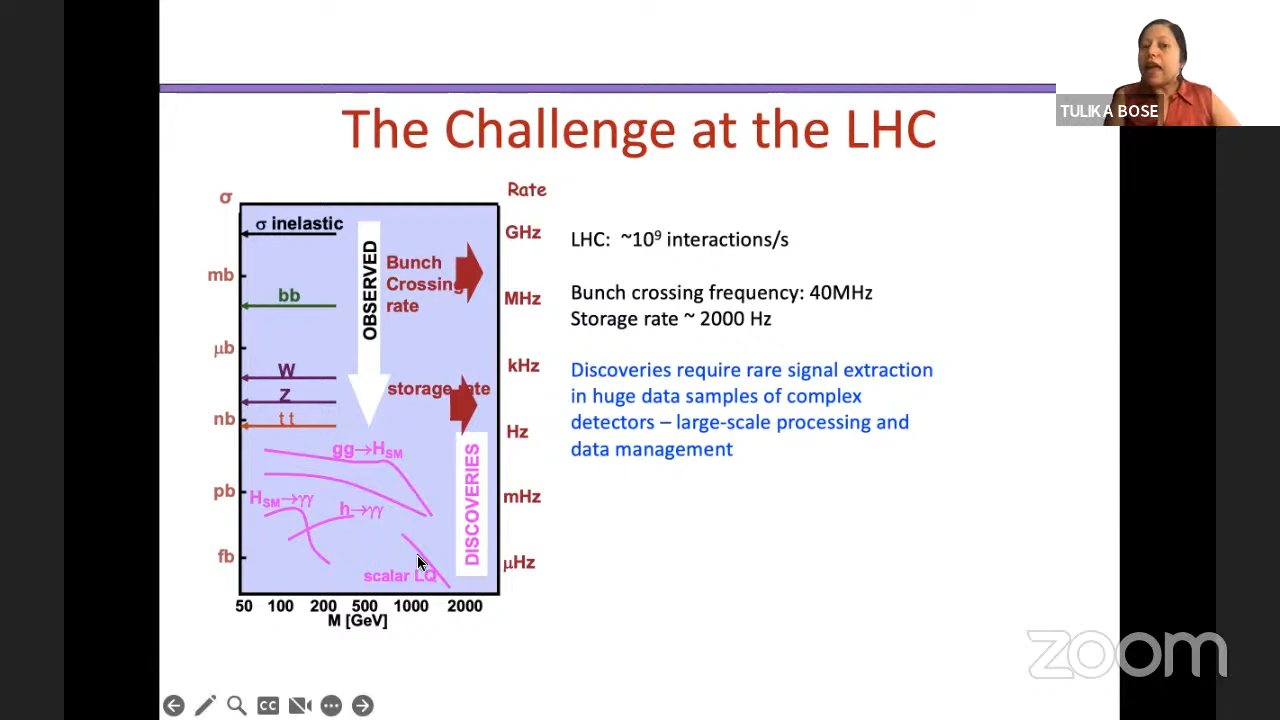 TULIKA BOSE
The Challenge at the LHC
σ
Rate
σ inelastic
GHz
mb
bb
MHz
μb
W
kHz
Z
nb
t t
Hz
gg→H_SM
pb
H_SM→γγ
h→γγ
mHz
fb
scalar LQ
μHz
OBSERVED
Bunch
Crossing
rate
storage rate
DISCOVERIES
50 100 200 500 1000 2000
M [GeV]
LHC: ~10⁹ interactions/s
Bunch crossing frequency: 40MHz
Storage rate ~ 2000 Hz
Discoveries require rare signal extraction
in huge data samples of complex
detectors – large-scale processing and
data management
CC
zoom